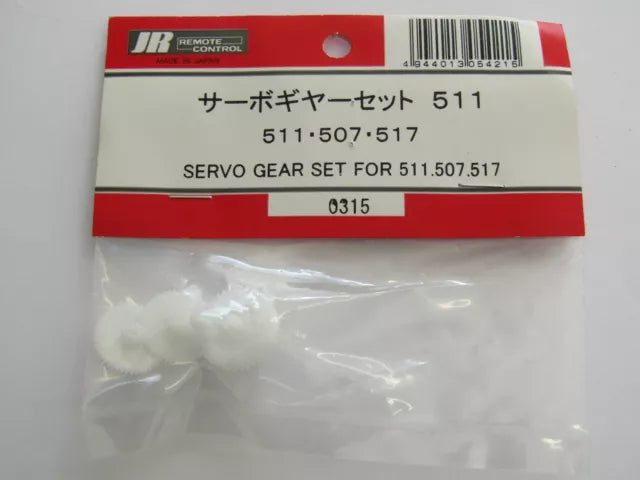 JR REMOTE CONTROL
MADE IN JAPAN
4944013054215
サーボギヤーセット 511
511・507・517
SERVO GEAR SET FOR 511.507.517
0315